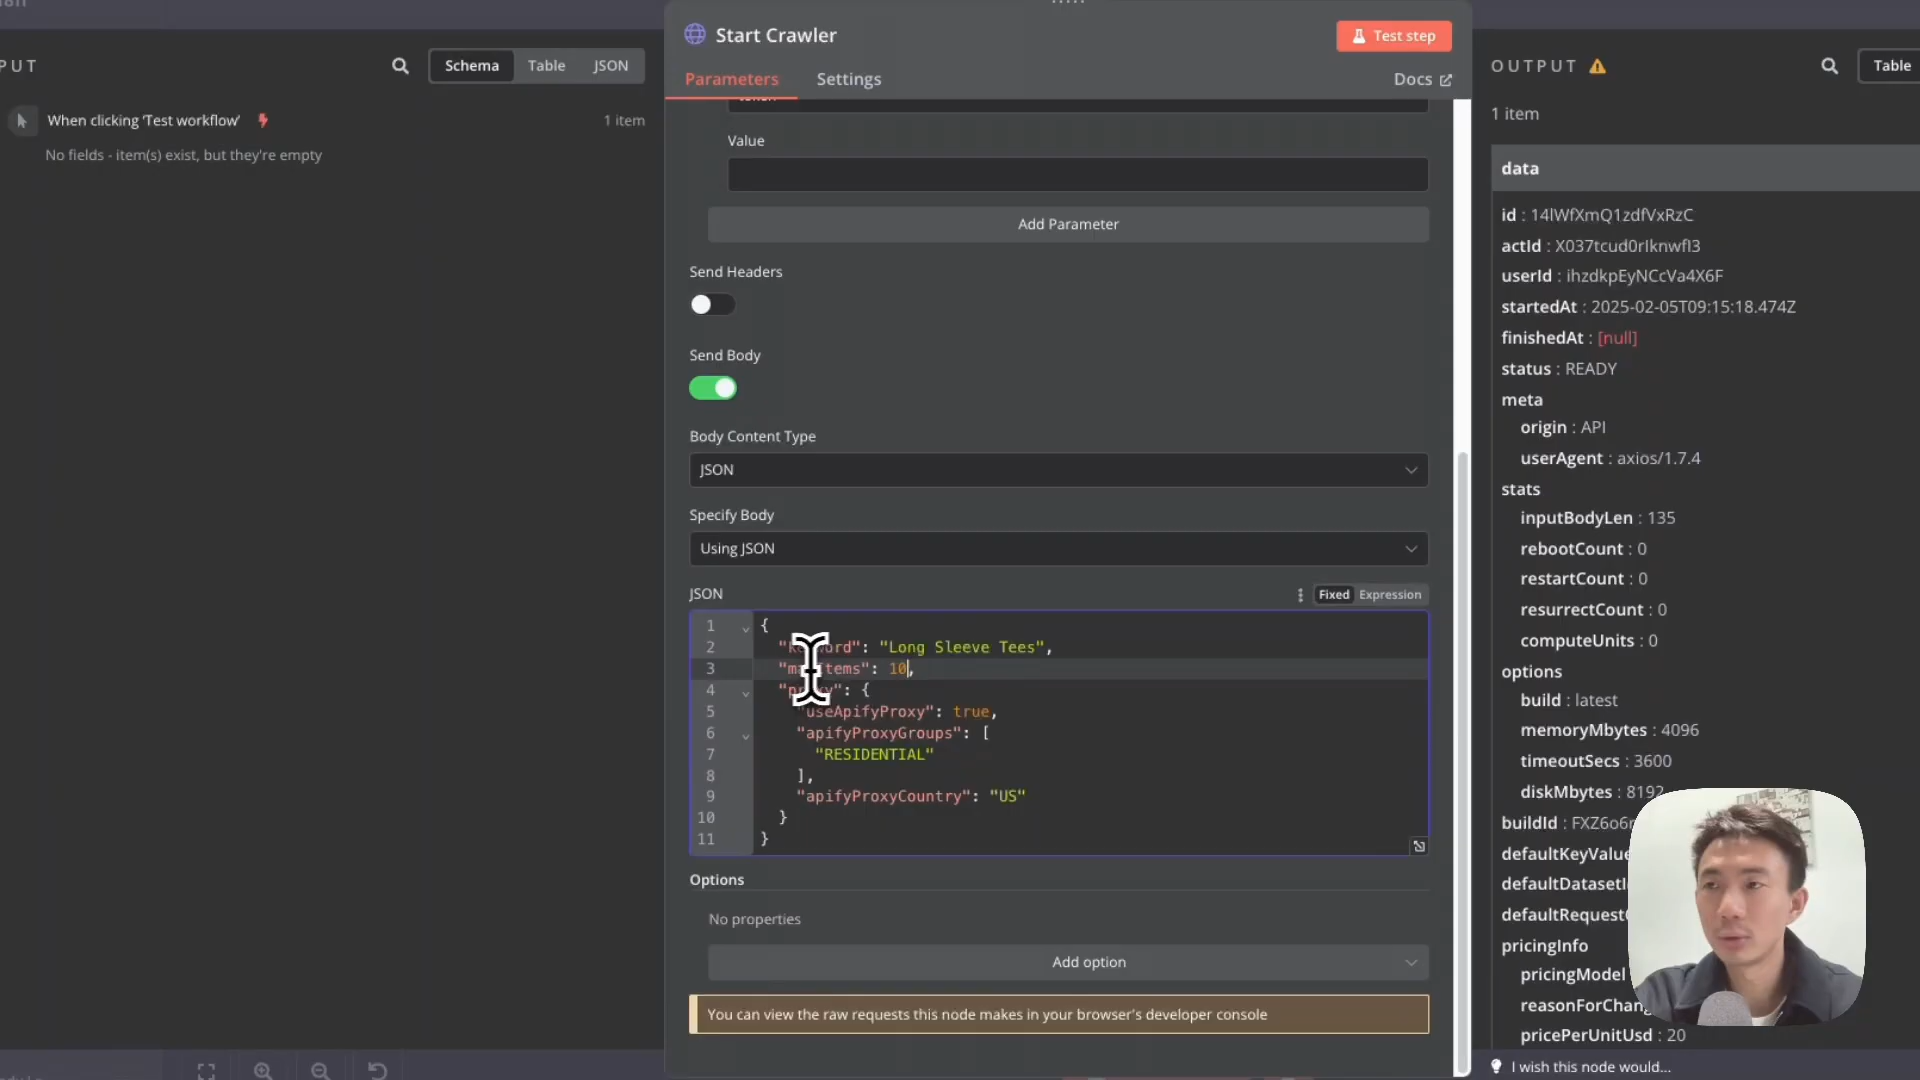 PUT
Schema
Table
JSON
When clicking ‘Test workflow’
1 item
No fields - item(s) exist, but they're empty
Start Crawler
Test step
Parameters
Settings
Docs
Value
Add Parameter
Send Headers
Send Body
Body Content Type
JSON
Specify Body
Using JSON
JSON
Fixed
Expression
1 {
2 "keyword": "Long Sleeve Tees",
3 "maxItems": 10,
4 "proxy": {
5 "useApifyProxy": true,
6 "apifyProxyGroups": [
7 "RESIDENTIAL"
8 ],
9 "apifyProxyCountry": "US"
10 }
11 }
Options
No properties
Add option
You can view the raw requests this node makes in your browser's developer console
OUTPUT
Table
1 item
data
id : 14lWfXmQ1zdfVxRzC
actId : X037tcud0rIknwfI3
userId : ihzdkpEyNCcVa4X6F
startedAt : 2025-02-05T09:15:18.474Z
finishedAt : [null]
status : READY
meta
origin : API
userAgent : axios/1.7.4
stats
inputBodyLen : 135
rebootCount : 0
restartCount : 0
resurrectCount : 0
computeUnits : 0
options
build : latest
memoryMbytes : 4096
timeoutSecs : 3600
diskMbytes : 8192
buildId : FXZ6o6
defaultKeyValue
defaultDatasetI
defaultRequest
pricingInfo
pricingModel
reasonForChang
pricePerUnitUsd : 20
I wish this node would...